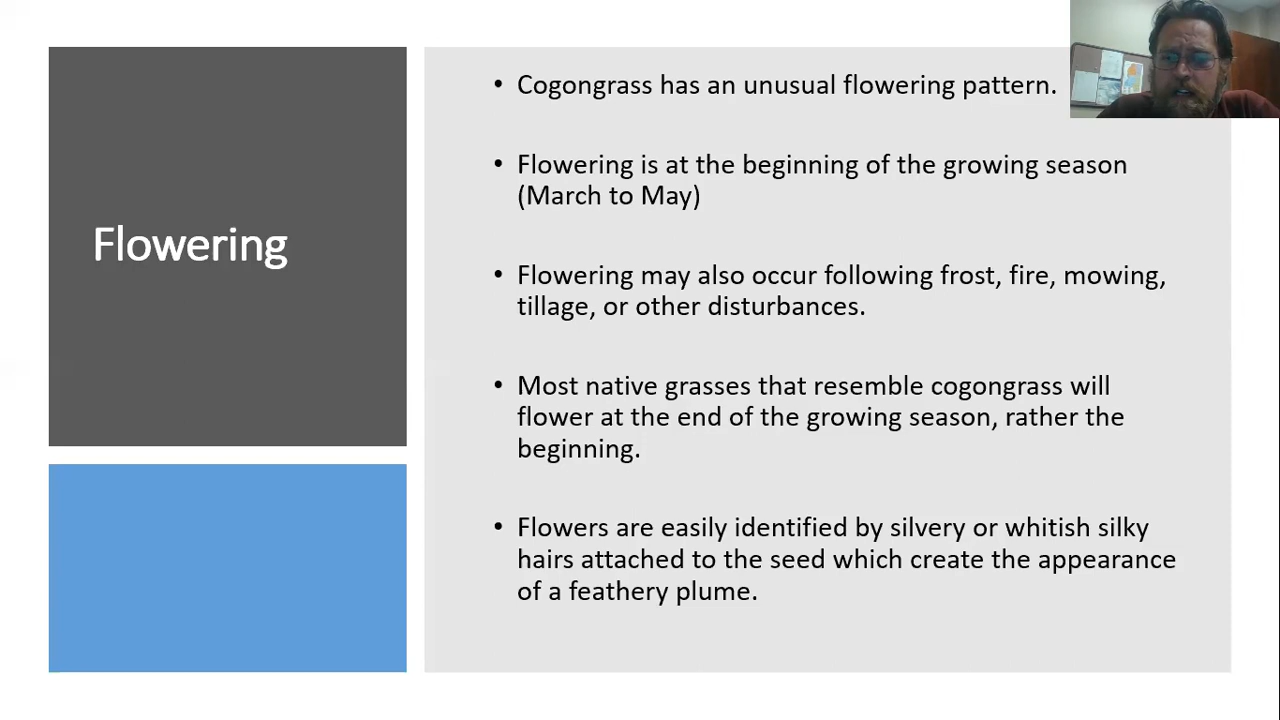 Flowering
• Cogongrass has an unusual flowering pattern.
• Flowering is at the beginning of the growing season
(March to May)
• Flowering may also occur following frost, fire, mowing,
tillage, or other disturbances.
• Most native grasses that resemble cogongrass will
flower at the end of the growing season, rather the
beginning.
• Flowers are easily identified by silvery or whitish silky
hairs attached to the seed which create the appearance
of a feathery plume.